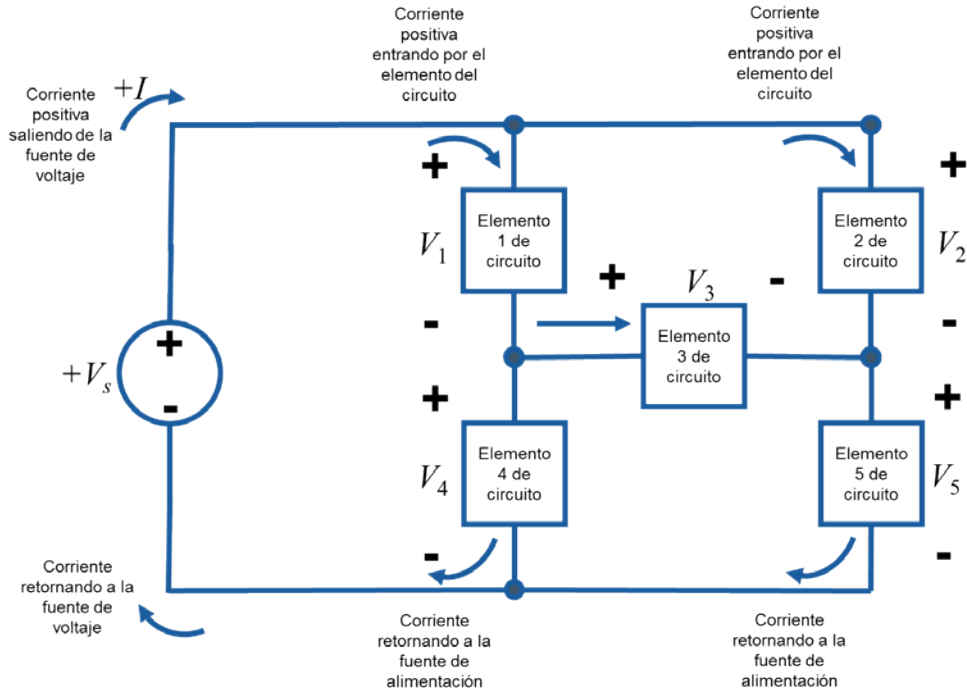 Corriente
positiva
entrando por el
elemento del
circuito
Corriente
positiva
entrando por el
elemento del
circuito
+I
Corriente
positiva
saliendo de la
fuente de
voltaje
+
+
V1
Elemento
1 de
circuito
Elemento
2 de
circuito
V2
+
V3
-
-
-
Elemento
3 de
circuito
+Vs
+
-
+
+
V4
Elemento
4 de
circuito
Elemento
5 de
circuito
V5
-
-
Corriente
retornando a la
fuente de
voltaje
Corriente
retornando a la
fuente de
alimentación
Corriente
retornando a la
fuente de
alimentación